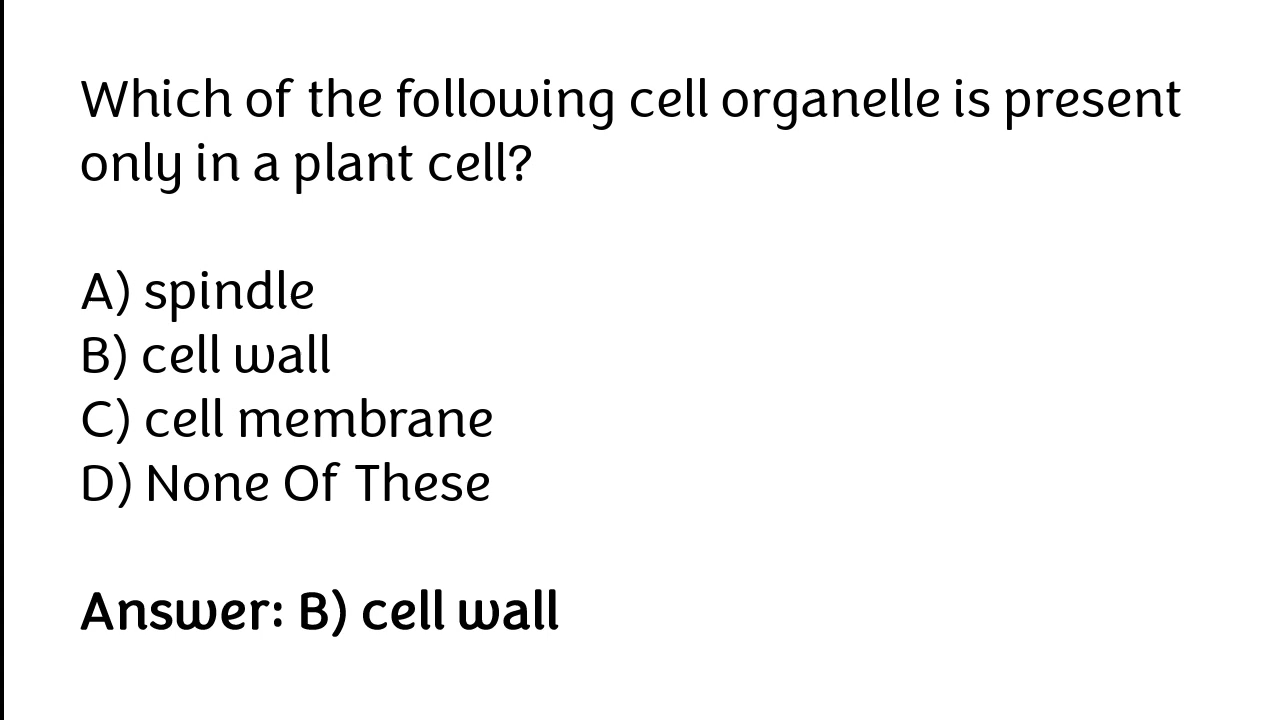 Which of the following cell organelle is present
only in a plant cell?
A) spindle
B) cell wall
C) cell membrane
D) None Of These
Answer: B) cell wall